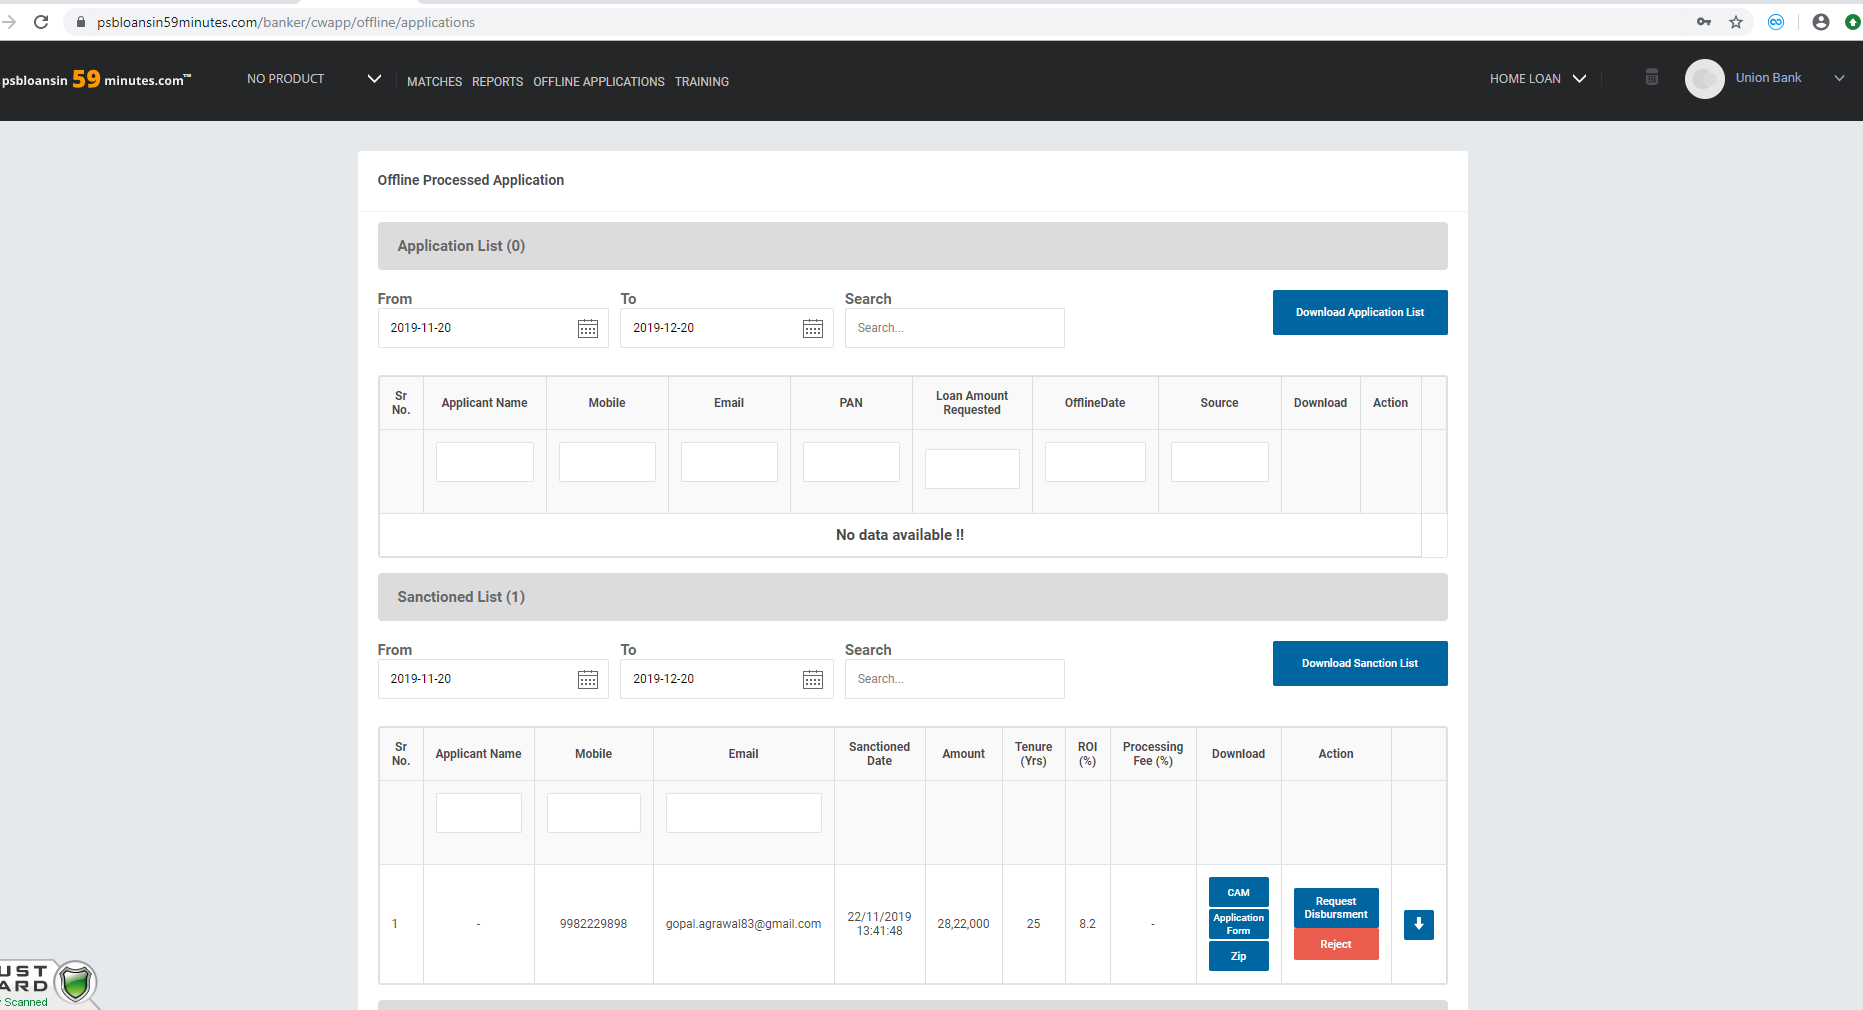 psbloansin59minutes.com/banker/cwapp/offline/applications
psbloansin 59 minutes.com™
NO PRODUCT
MATCHES REPORTS OFFLINE APPLICATIONS TRAINING
HOME LOAN
Union Bank
Offline Processed Application
Application List (0)
From To Search
2019-11-20 2019-12-20 Search...
Download Application List
Sr No. Applicant Name Mobile Email PAN Loan Amount Requested OfflineDate Source Download Action
No data available !!
Sanctioned List (1)
From To Search
2019-11-20 2019-12-20 Search...
Download Sanction List
Sr No. Applicant Name Mobile Email Sanctioned Date Amount Tenure (Yrs) ROI (%) Processing Fee (%) Download Action
1 - 9982229898 gopal.agrawal83@gmail.com 22/11/2019 13:41:48 28,22,000 25 8.2 -
CAM
Application Form
Zip
Request Disbursment
Reject
UST
ARD
Scanned